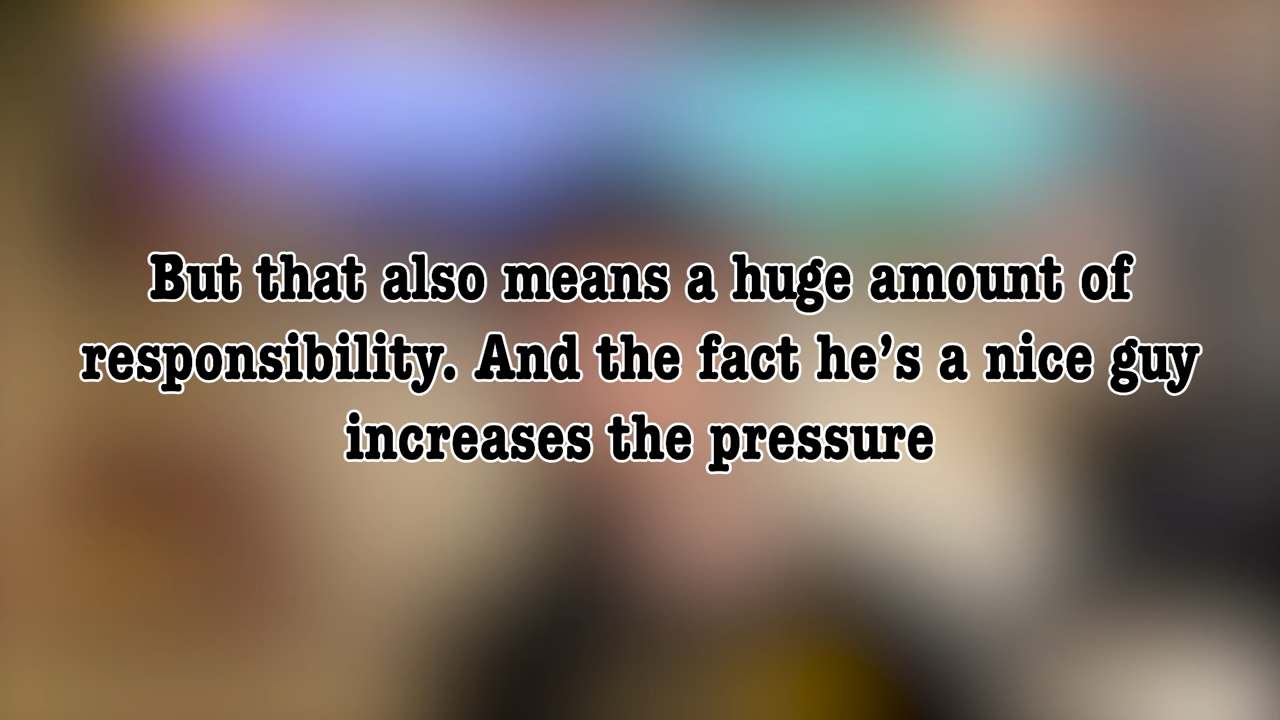 But that also means a huge amount of
responsibility. And the fact he’s a nice guy
increases the pressure